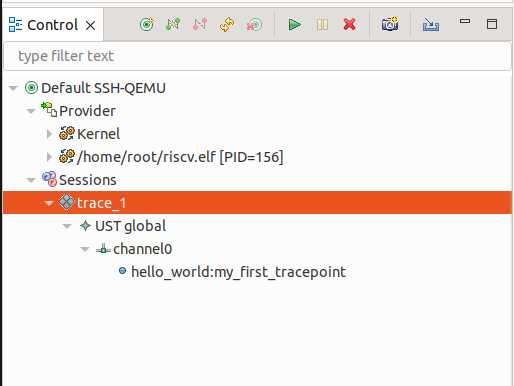 Control
type filter text
Default SSH-QEMU
Provider
Kernel
/home/root/riscv.elf [PID=156]
Sessions
trace_1
UST global
channel0
hello_world:my_first_tracepoint